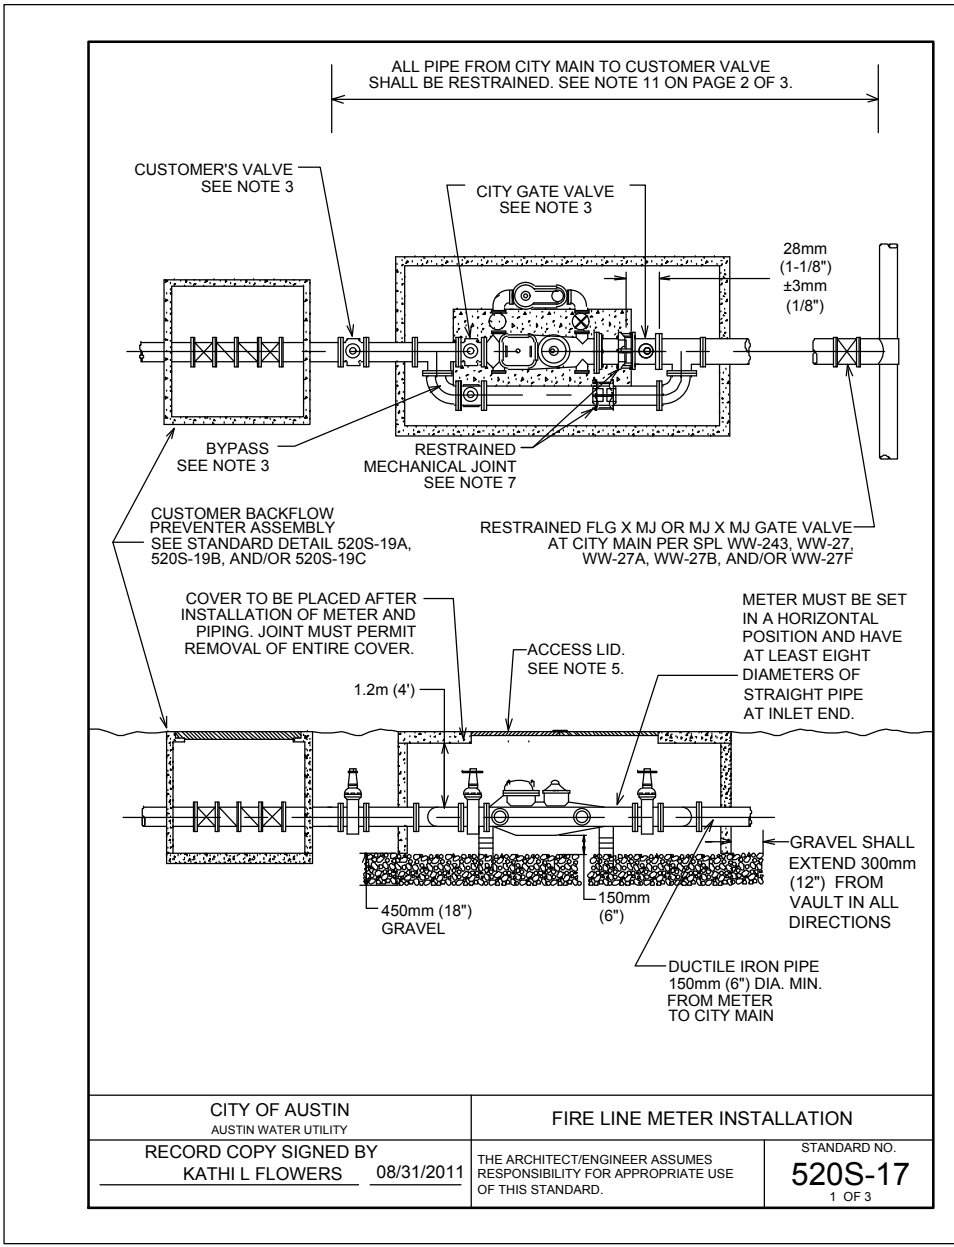 ALL PIPE FROM CITY MAIN TO CUSTOMER VALVE
SHALL BE RESTRAINED. SEE NOTE 11 ON PAGE 2 OF 3.
CUSTOMER'S VALVE
SEE NOTE 3
CITY GATE VALVE
SEE NOTE 3
28mm
(1-1/8")
±3mm
(1/8")
BYPASS
SEE NOTE 3
RESTRAINED
MECHANICAL JOINT
SEE NOTE 7
CUSTOMER BACKFLOW
PREVENTER ASSEMBLY
SEE STANDARD DETAIL 520S-19A,
520S-19B, AND/OR 520S-19C
RESTRAINED FLG X MJ OR MJ X MJ GATE VALVE
AT CITY MAIN PER SPL WW-243, WW-27,
WW-27A, WW-27B, AND/OR WW-27F
COVER TO BE PLACED AFTER
INSTALLATION OF METER AND
PIPING. JOINT MUST PERMIT
REMOVAL OF ENTIRE COVER.
ACCESS LID.
SEE NOTE 5.
METER MUST BE SET
IN A HORIZONTAL
POSITION AND HAVE
AT LEAST EIGHT
DIAMETERS OF
STRAIGHT PIPE
AT INLET END.
1.2m (4')
GRAVEL SHALL
EXTEND 300mm
(12") FROM
VAULT IN ALL
DIRECTIONS
450mm (18")
GRAVEL
150mm
(6")
DUCTILE IRON PIPE
150mm (6") DIA. MIN.
FROM METER
TO CITY MAIN
CITY OF AUSTIN
AUSTIN WATER UTILITY
FIRE LINE METER INSTALLATION
RECORD COPY SIGNED BY
KATHI L FLOWERS 08/31/2011
THE ARCHITECT/ENGINEER ASSUMES
RESPONSIBILITY FOR APPROPRIATE USE
OF THIS STANDARD.
STANDARD NO.
520S-17
1 OF 3